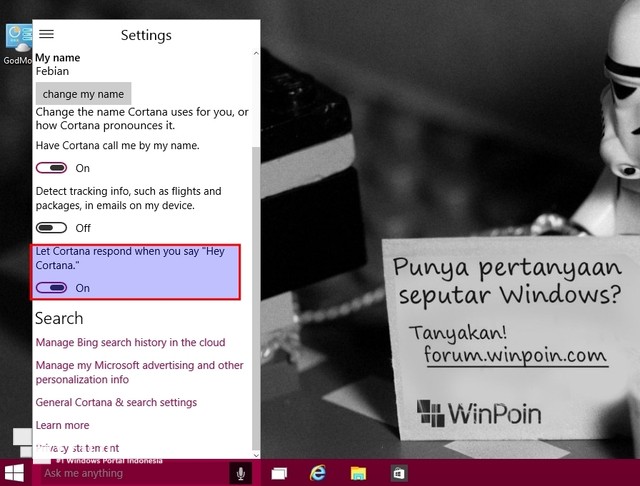 GodMo
Settings
My name
Febian
change my name
Change the name Cortana uses for you, or
how Cortana pronounces it.
Have Cortana call me by my name.
On
Detect tracking info, such as flights and
packages, in emails on my device.
Off
Let Cortana respond when you say "Hey
Cortana."
On
Search
Manage Bing search history in the cloud
Manage my Microsoft advertising and other
personalization info
General Cortana & search settings
Learn more
Privacy statement
#1 Windows Portal Indonesia
Ask me anything
Punya pertanyaan
seputar Windows?
Tanyakan!
forum.winpoin.com
WinPoin